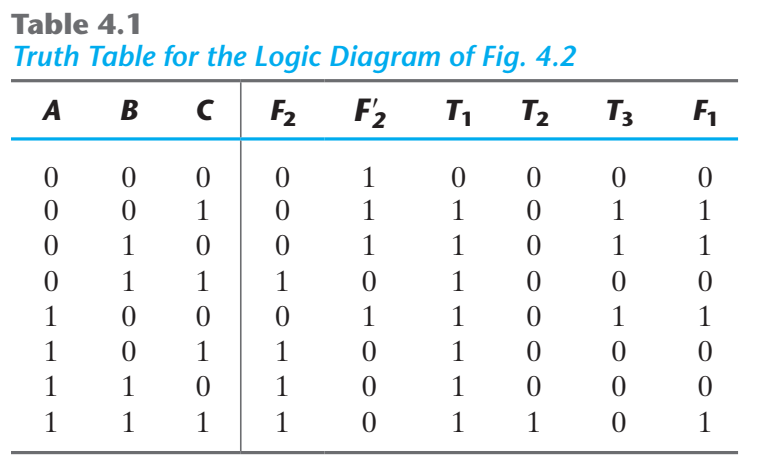 Table 4.1
Truth Table for the Logic Diagram of Fig. 4.2
A B C F₂ F′₂ T₁ T₂ T₃ F₁
0 0 0 0 1 0 0 0 0
0 0 1 0 1 1 0 1 1
0 1 0 0 1 1 0 1 1
0 1 1 1 0 1 0 0 0
1 0 0 0 1 1 0 1 1
1 0 1 1 0 1 0 0 0
1 1 0 1 0 1 0 0 0
1 1 1 1 0 1 1 0 1